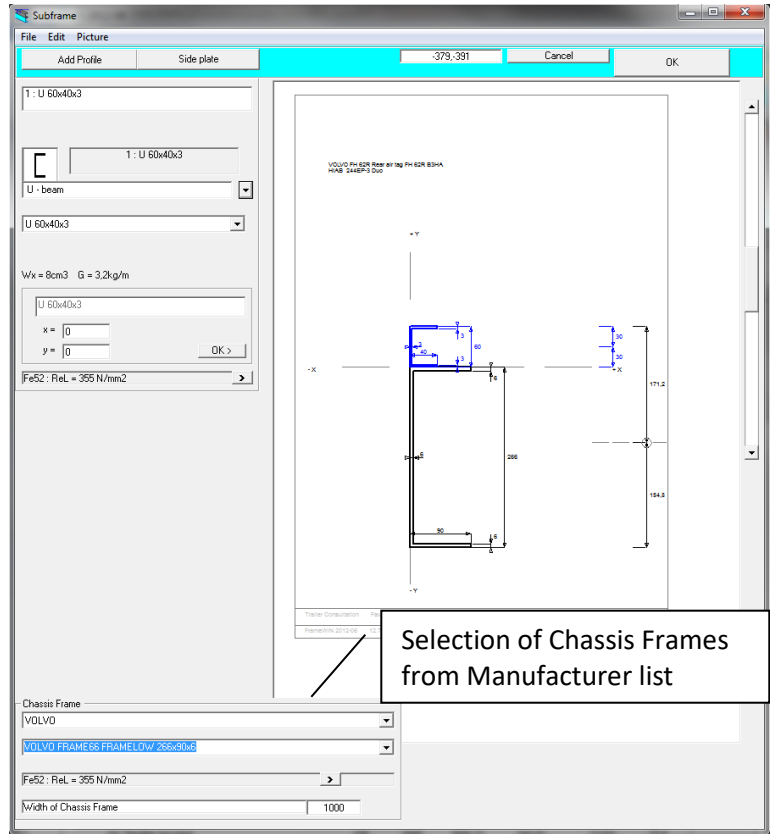 Subframe
File Edit Picture
Add Profile Side plate -379,-391 Cancel OK
1 : U 60x40x3
1 : U 60x40x3
U - beam
U 60x40x3
Wx = 8cm3 G = 3,2kg/m
U 60x40x3
x = 0
y = 0 OK >
Fe52 : ReL = 355 N/mm2 >
VOLVO FH 62R Rear air tag FH 62R B3HA
HIAB 244EP-3 Duo
+ Y
3
3
40
60
3
30
30
- X
+ X
6
171,2
6
266
154,8
90
6
- Y
Trailer Consultation
FrameWIN 2012-06
Selection of Chassis Frames
from Manufacturer list
Chassis Frame
VOLVO
VOLVO FRAME66 FRAMELOW 266x90x6
Fe52 : ReL = 355 N/mm2 >
Width of Chassis Frame 1000